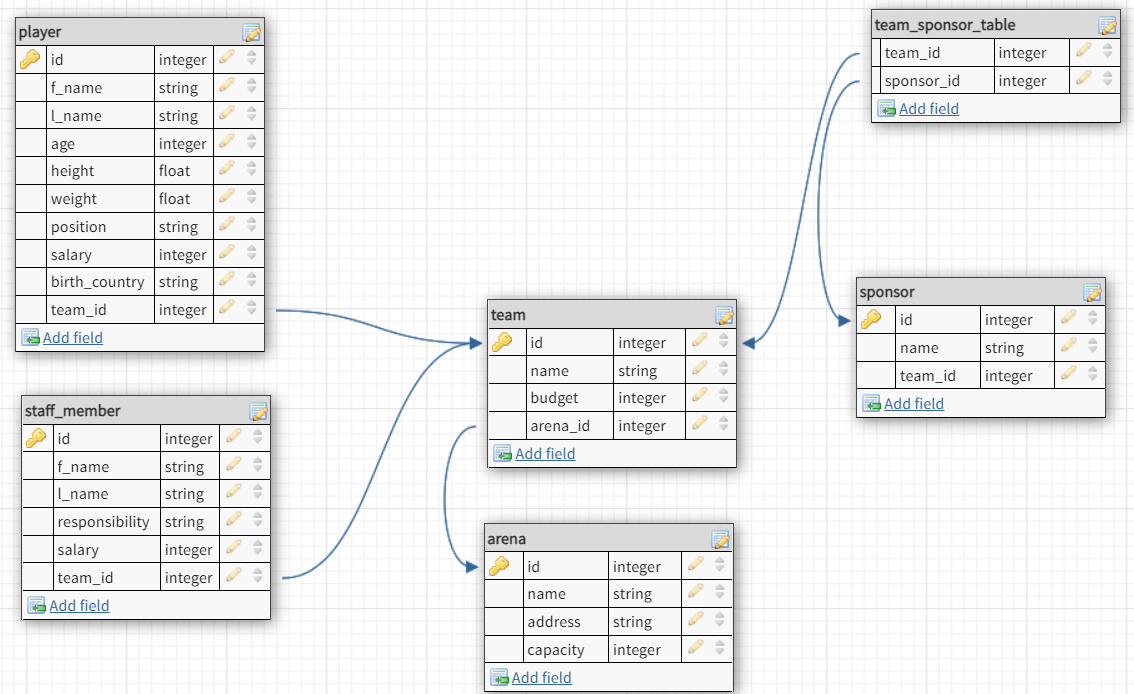 player
id integer
f_name string
l_name string
age integer
height float
weight float
position string
salary integer
birth_country string
team_id integer
Add field
staff_member
id integer
f_name string
l_name string
responsibility string
salary integer
team_id integer
Add field
team
id integer
name string
budget integer
arena_id integer
Add field
arena
id integer
name string
address string
capacity integer
Add field
team_sponsor_table
team_id integer
sponsor_id integer
Add field
sponsor
id integer
name string
team_id integer
Add field